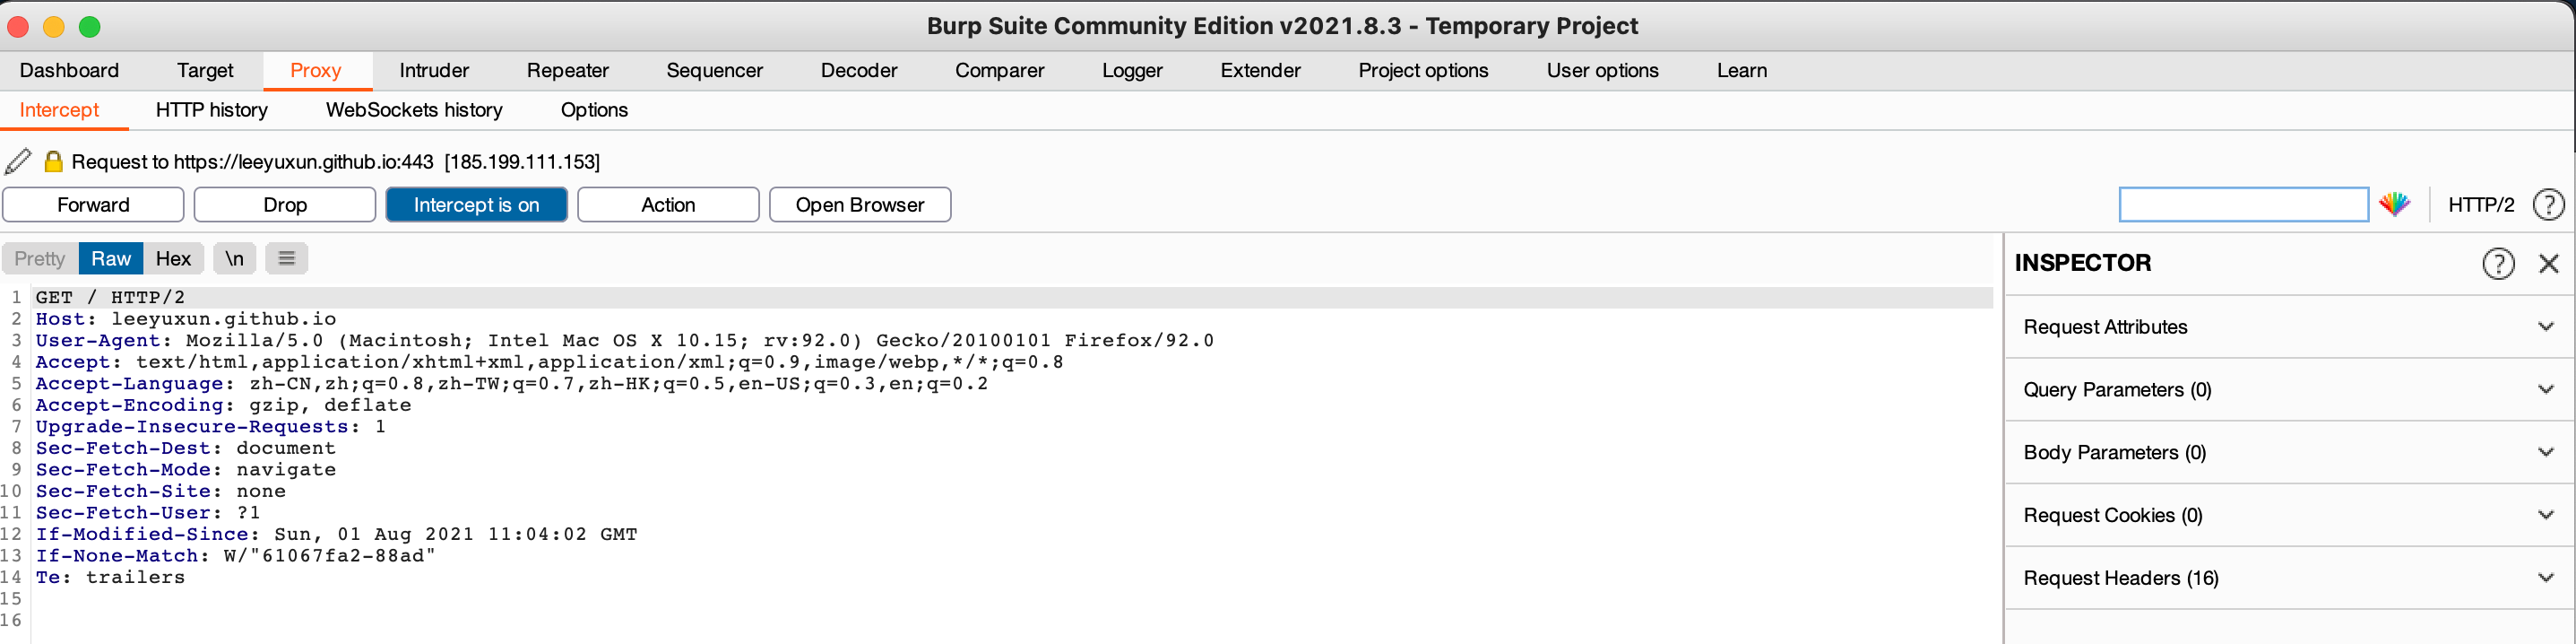 Burp Suite Community Edition v2021.8.3 - Temporary Project
Dashboard Target Proxy Intruder Repeater Sequencer Decoder Comparer Logger Extender Project options User options Learn
Intercept HTTP history WebSockets history Options
Request to https://leeyuxun.github.io:443 [185.199.111.153]
Forward Drop Intercept is on Action Open Browser HTTP/2 ?
Pretty Raw Hex \n
1 GET / HTTP/2
2 Host: leeyuxun.github.io
3 User-Agent: Mozilla/5.0 (Macintosh; Intel Mac OS X 10.15; rv:92.0) Gecko/20100101 Firefox/92.0
4 Accept: text/html,application/xhtml+xml,application/xml;q=0.9,image/webp,*/*;q=0.8
5 Accept-Language: zh-CN,zh;q=0.8,zh-TW;q=0.7,zh-HK;q=0.5,en-US;q=0.3,en;q=0.2
6 Accept-Encoding: gzip, deflate
7 Upgrade-Insecure-Requests: 1
8 Sec-Fetch-Dest: document
9 Sec-Fetch-Mode: navigate
10 Sec-Fetch-Site: none
11 Sec-Fetch-User: ?1
12 If-Modified-Since: Sun, 01 Aug 2021 11:04:02 GMT
13 If-None-Match: W/"61067fa2-88ad"
14 Te: trailers
15
16
INSPECTOR ?
Request Attributes
Query Parameters (0)
Body Parameters (0)
Request Cookies (0)
Request Headers (16)